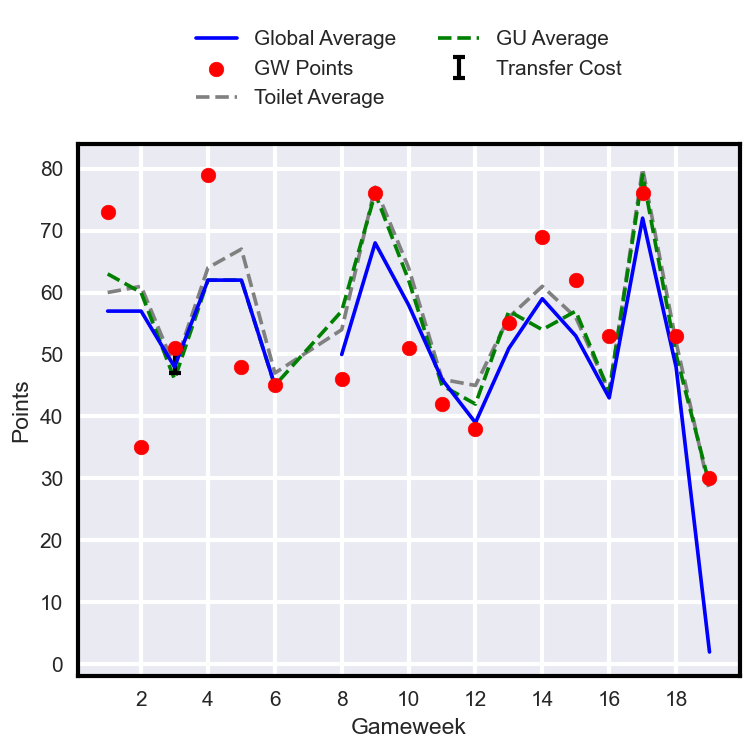 Global Average
GW Points
Toilet Average
GU Average
Transfer Cost
80
70
60
50
40
30
20
10
0
Points
2 4 6 8 10 12 14 16 18
Gameweek